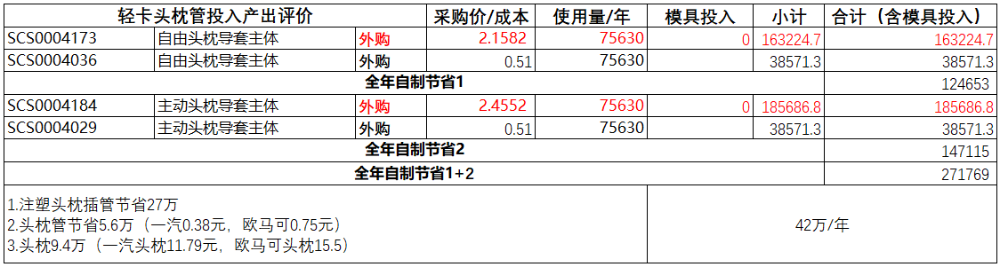 轻卡头枕管投入产出评价 采购价/成本 使用量/年 模具投入 小计 合计（含模具投入）
SCS0004173 自由头枕导套主体 外购 2.1582 75630 0 163224.7 163224.7
SCS0004036 自由头枕导套主体 外购 0.51 75630 38571.3 38571.3
全年自制节省1 124653
SCS0004184 主动头枕导套主体 外购 2.4552 75630 0 185686.8 185686.8
SCS0004029 主动头枕导套主体 外购 0.51 75630 38571.3 38571.3
全年自制节省2 147115
全年自制节省1+2 271769
1.注塑头枕插管节省27万
2.头枕管节省5.6万（一汽0.38元，欧马可0.75元）
3.头枕9.4万（一汽头枕11.79元，欧马可头枕15.5）
42万/年